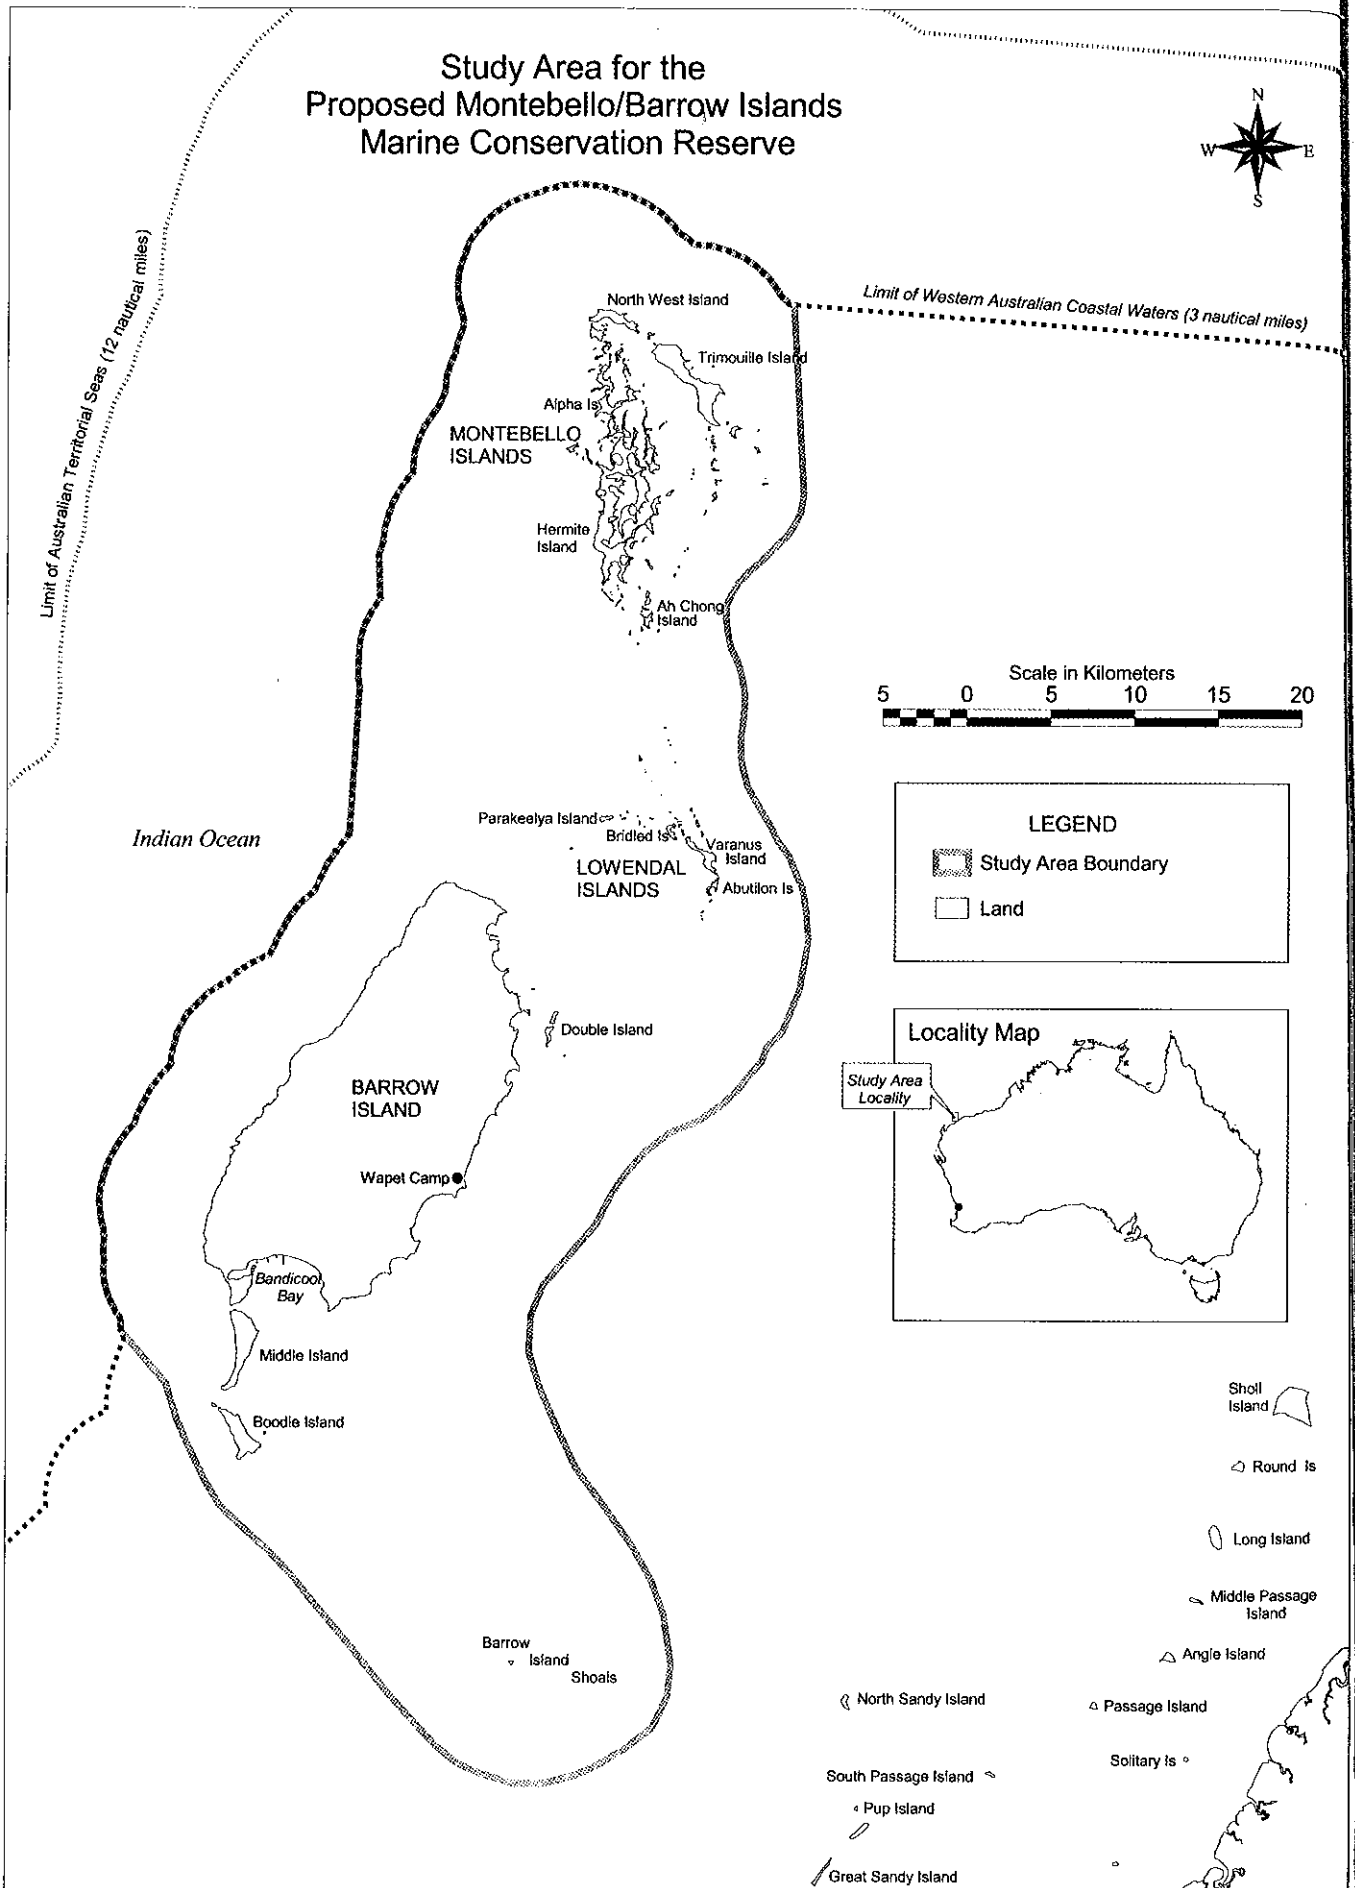 Study Area for the
Proposed Montebello/Barrow Islands
Marine Conservation Reserve
N
W
E
S
Limit of Australian Territorial Seas (12 nautical miles)
Limit of Western Australian Coastal Waters (3 nautical miles)
North West Island
Trimouille Island
Alpha Is
MONTEBELLO
ISLANDS
Hermite
Island
Ah Chong
Island
Scale in Kilometers
5 0 5 10 15 20
Indian Ocean
Parakeelya Island
Bridled Is
Varanus
Island
LOWENDAL
ISLANDS
Abutilon Is
LEGEND
Study Area Boundary
Land
Double Island
BARROW
ISLAND
Wapet Camp
Locality Map
Study Area
Locality
Bandicoot
Bay
Middle Island
Boodie Island
Sholl
Island
Round Is
Long Island
Middle Passage
Island
Angle Island
Barrow
Island
Shoals
North Sandy Island
Passage Island
Solitary Is
South Passage Island
Pup Island
Great Sandy Island